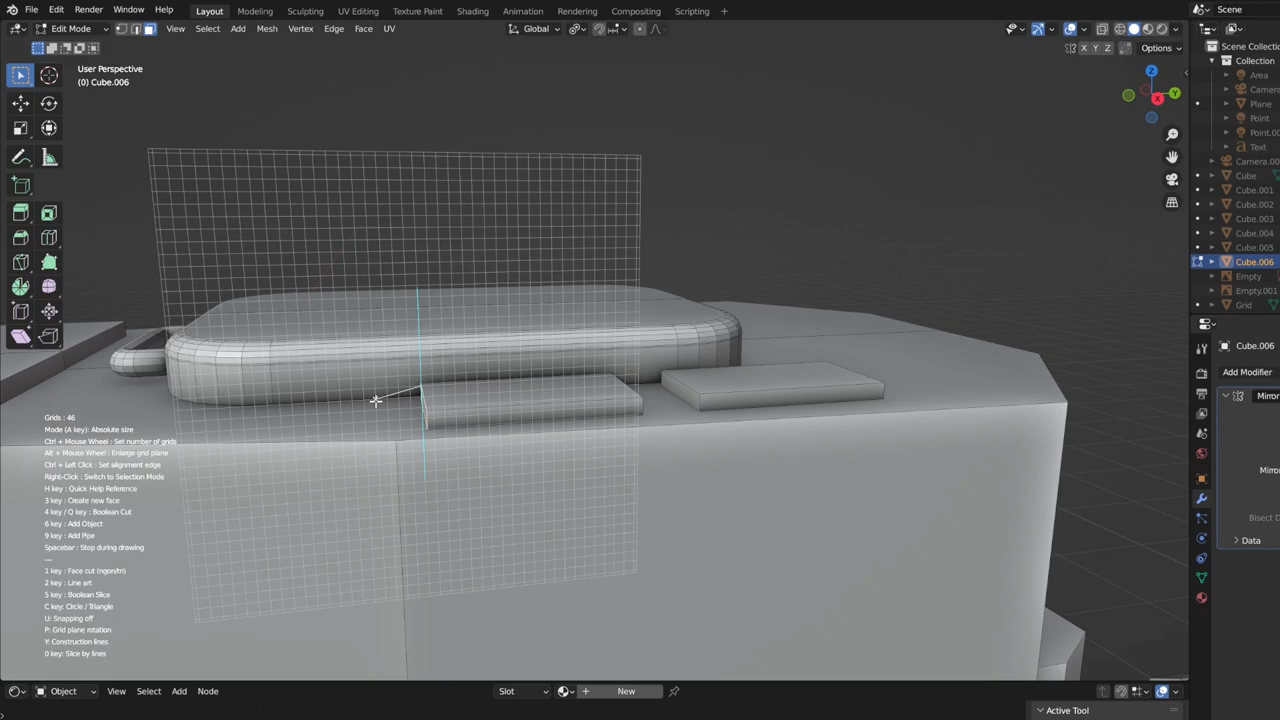 File Edit Render Window Help Layout Modeling Sculpting UV Editing Texture Paint Shading Animation Rendering Compositing Scripting + Scene
Edit Mode View Select Add Mesh Vertex Edge Face UV Global
X Y Z Options
User Perspective
(0) Cube.006
Z
Y
X
Scene Collection
Collection
Area
Camera
Plane
Point
Point.00
Text
Camera.00
Cube
Cube.001
Cube.002
Cube.003
Cube.004
Cube.005
Cube.006
Empty
Empty.001
Grid
Cube.006
Add Modifier
Mirror
Mirro
Bisect D
Data
Grids : 46
Mode (A key): Absolute size
Ctrl + Mouse Wheel : Set number of grids
Alt + Mouse Wheel : Enlarge grid plane
Ctrl + Left Click : Set alignment edge
Right-Click : Switch to Selection Mode
H key : Quick Help Reference
3 key : Create new face
4 key / Q key : Boolean Cut
6 key : Add Object
9 key : Add Pipe
Spacebar : Stop during drawing
---
1 key : Face cut (ngon/tri)
2 key : Line art
5 key : Boolean Slice
C key: Circle / Triangle
U: Snapping off
P: Grid plane rotation
Y: Construction lines
0 key: Slice by lines
Object View Select Add Node Slot New
Active Tool